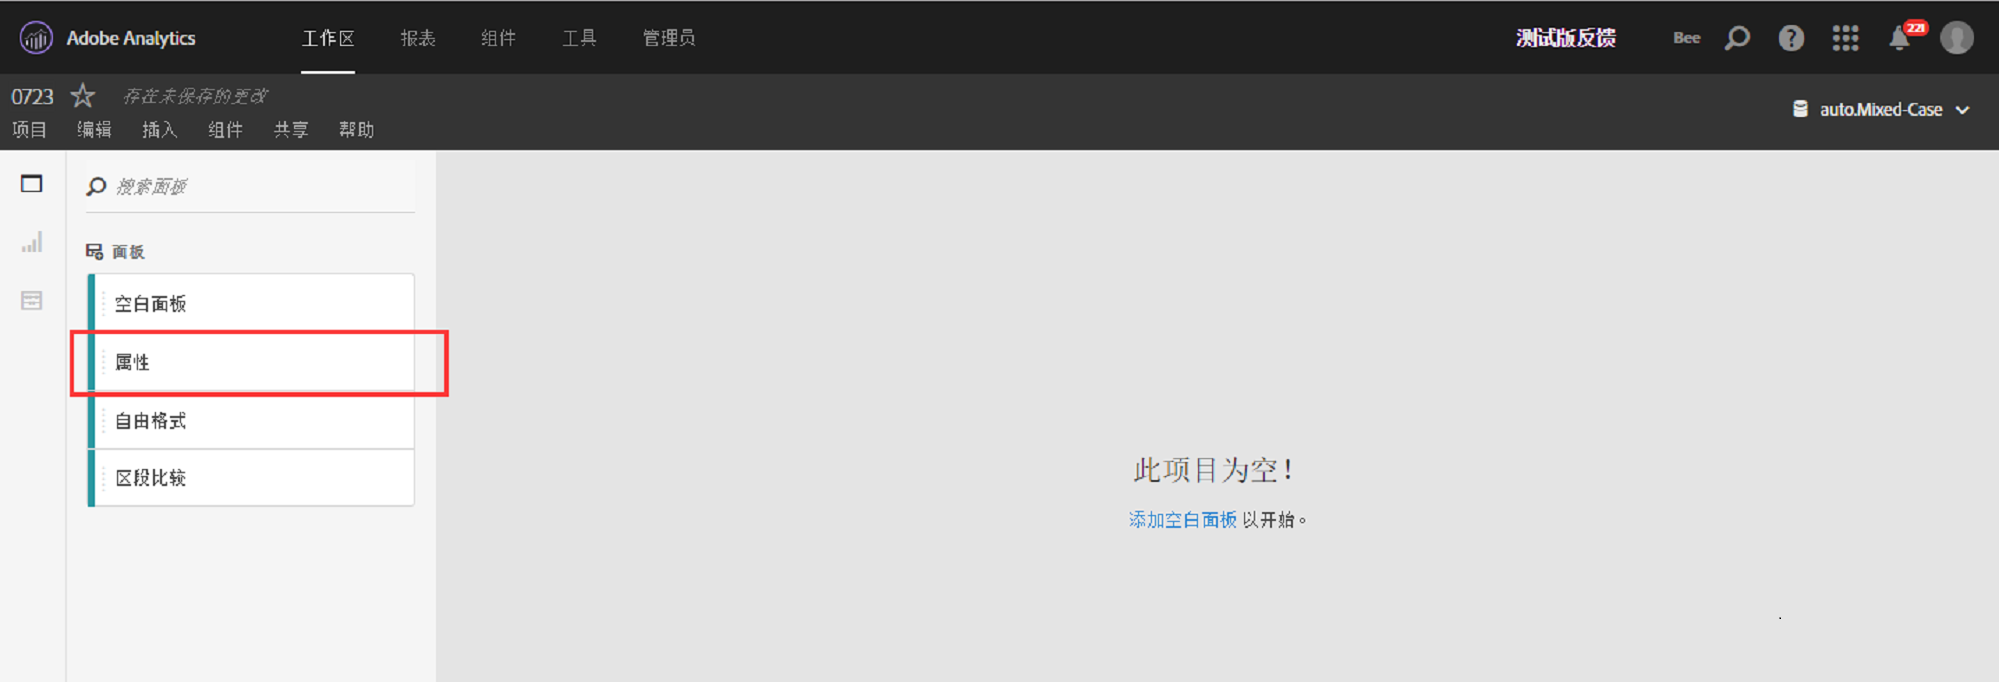 Adobe Analytics 工作区 报表 组件 工具 管理员 测试版反馈 Bee 221
0723 存在未保存的更改
auto.Mixed-Case
项目 编辑 插入 组件 共享 帮助
搜索面板
面板
空白面板
属性
自由格式
区段比较
此项目为空！
添加空白面板 以开始。